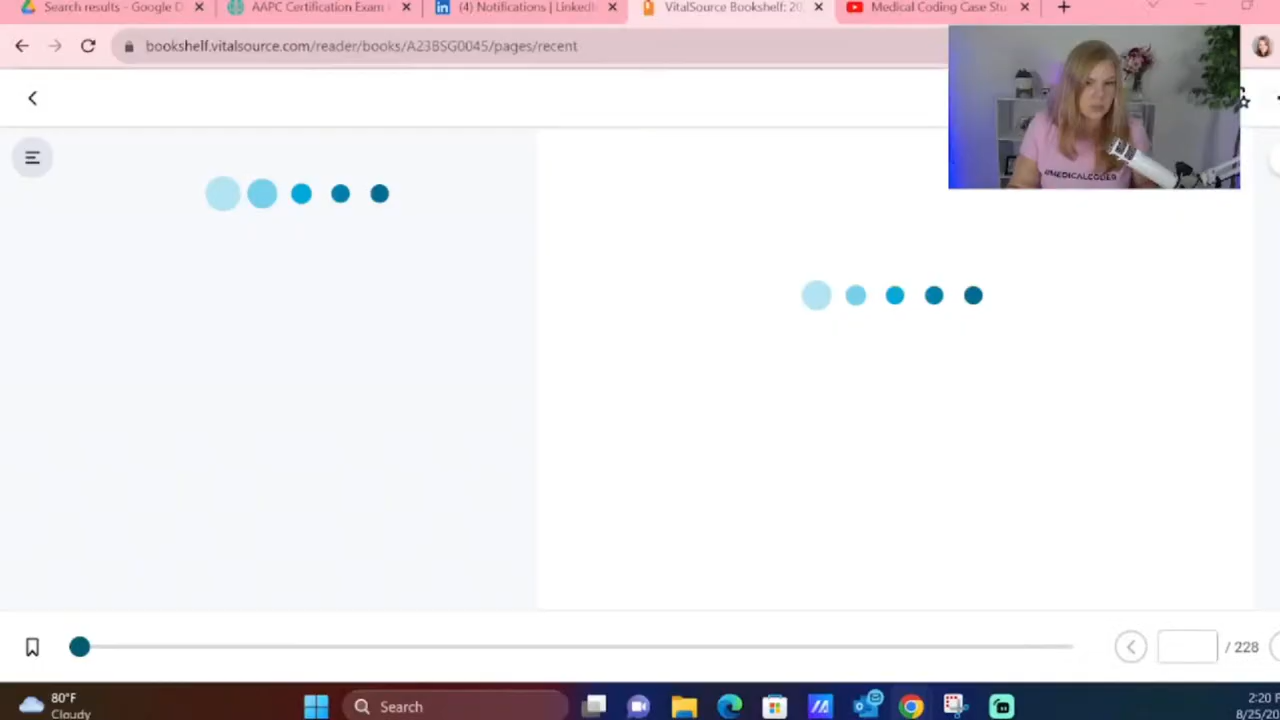 Search results - Google D
AAPC Certification Exam
(4) Notifications | LinkedIn
VitalSource Bookshelf: 20
Medical Coding Case Stu
bookshelf.vitalsource.com/reader/books/A23BSG0045/pages/recent
#MEDICALCODER
/ 228
80°F
Cloudy
Search
2:20 P
8/25/20